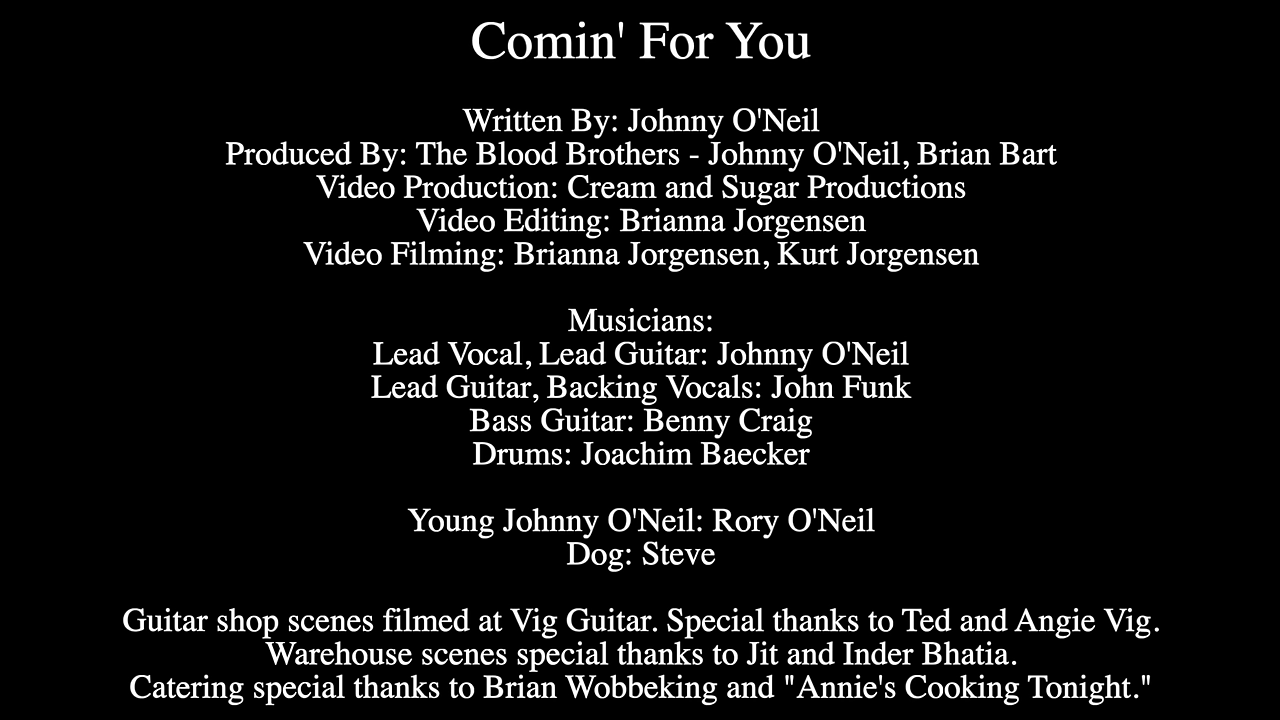 Comin' For You
Written By: Johnny O'Neil
Produced By: The Blood Brothers - Johnny O'Neil, Brian Bart
Video Production: Cream and Sugar Productions
Video Editing: Brianna Jorgensen
Video Filming: Brianna Jorgensen, Kurt Jorgensen
Musicians:
Lead Vocal, Lead Guitar: Johnny O'Neil
Lead Guitar, Backing Vocals: John Funk
Bass Guitar: Benny Craig
Drums: Joachim Baecker
Young Johnny O'Neil: Rory O'Neil
Dog: Steve
Guitar shop scenes filmed at Vig Guitar. Special thanks to Ted and Angie Vig.
Warehouse scenes special thanks to Jit and Inder Bhatia.
Catering special thanks to Brian Wobbeking and "Annie's Cooking Tonight."